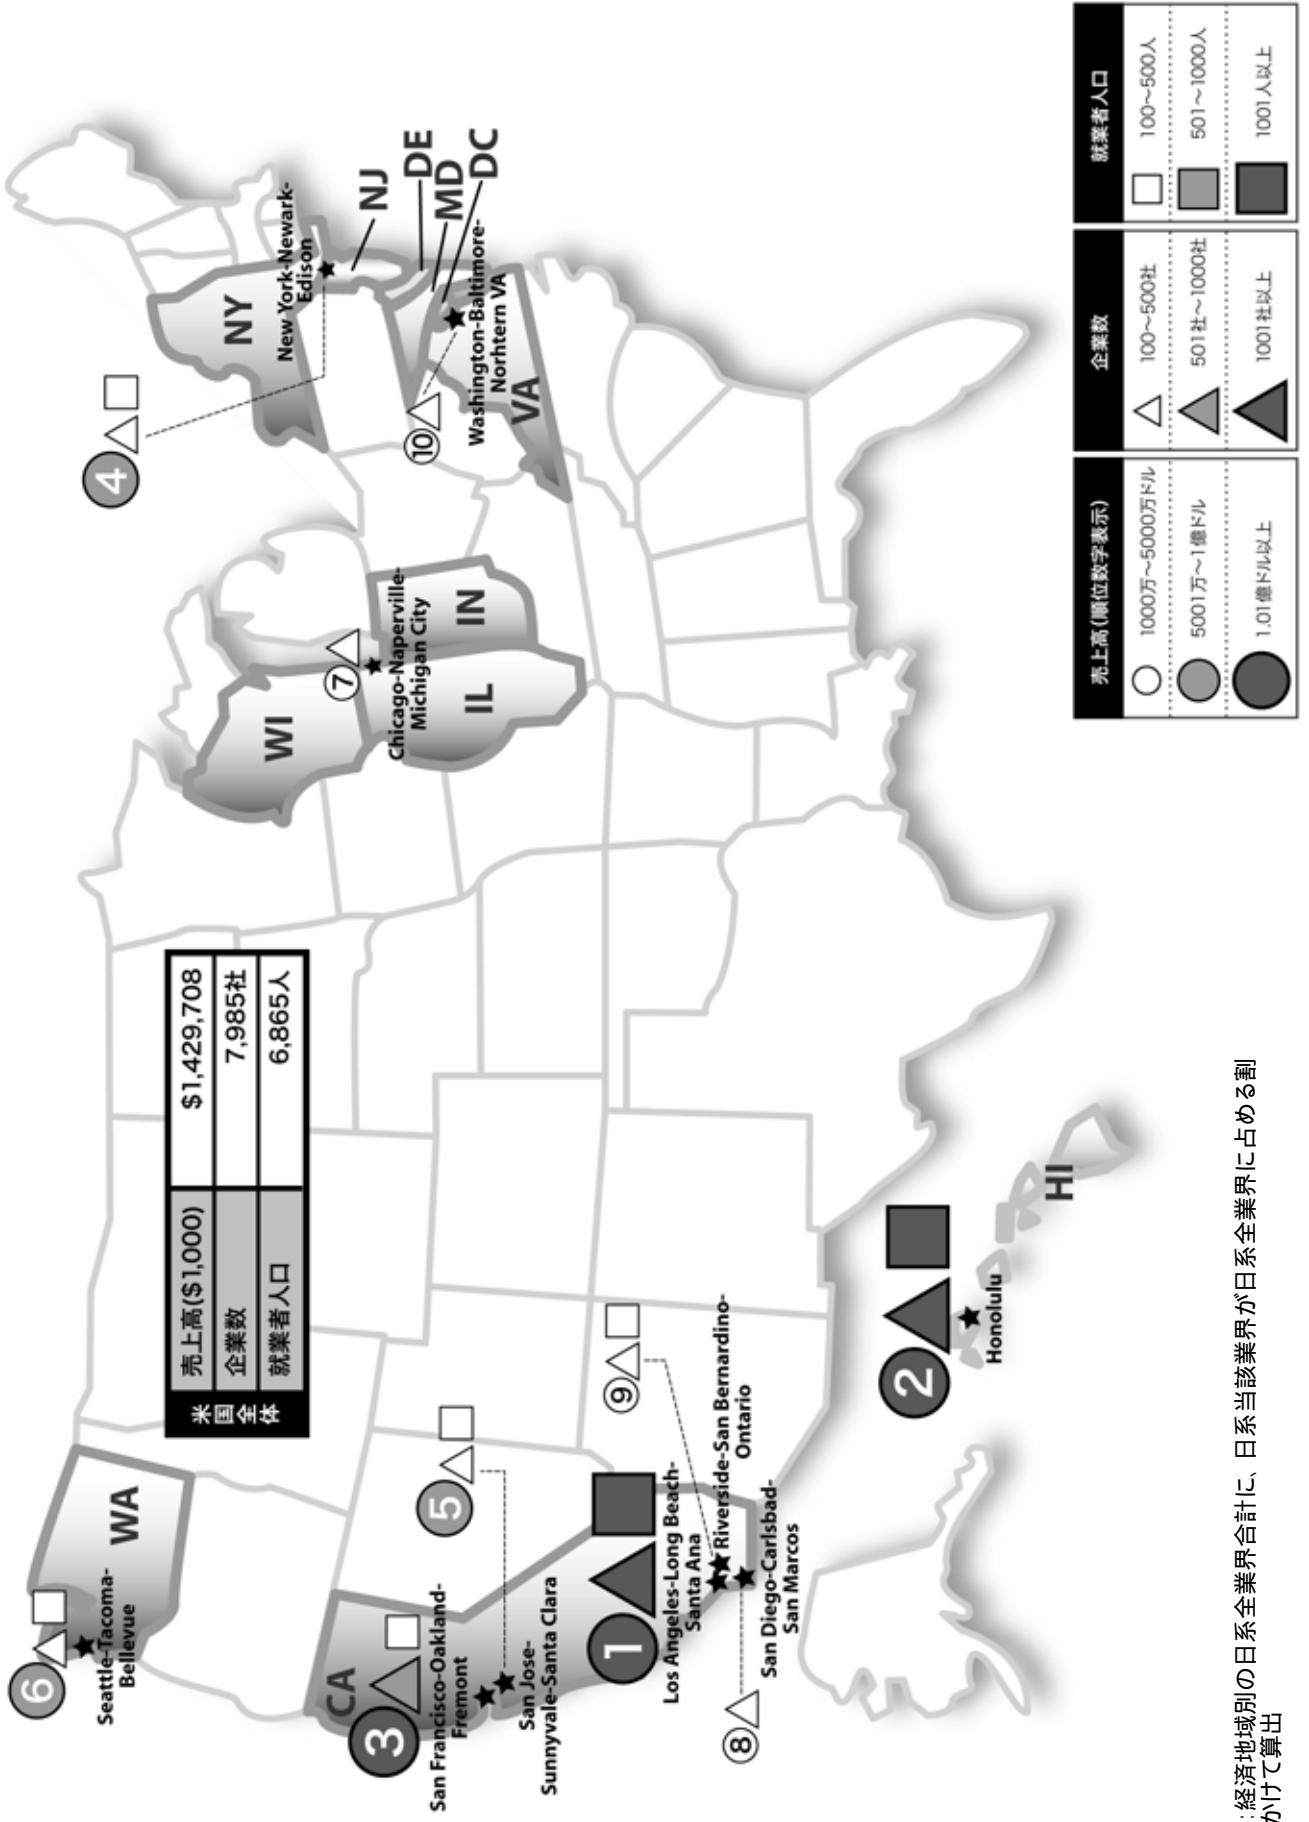 WA
Seattle-Tacoma-
Bellevue
6
米国全体
売上高($1,000) $1,429,708
企業数 7,985社
就業者人口 6,865人
WI
7
Chicago-Naperville-
Michigan City
IL
IN
4
NY
New York-Newark-
Edison
NJ
DE
MD
DC
10
Washington-Baltimore-
Norhtern VA
VA
CA
3
San Francisco-Oakland-
Fremont
5
San Jose-
Sunnyvale-Santa Clara
1
Los Angeles-Long Beach-
Santa Ana
9
Riverside-San Bernardino-
Ontario
8
San Diego-Carlsbad-
San Marcos
2
Honolulu
HI
売上高(順位数字表示)
1000万~5000万ドル
5001万~1億ドル
1.01億ドル以上
企業数
100~500社
501社~1000社
1001社以上
就業者人口
100~500人
501~1000人
1001人以上
:経済地域別の日系全業界合計に、日系当該業界が日系全業界に占める割
かけて算出